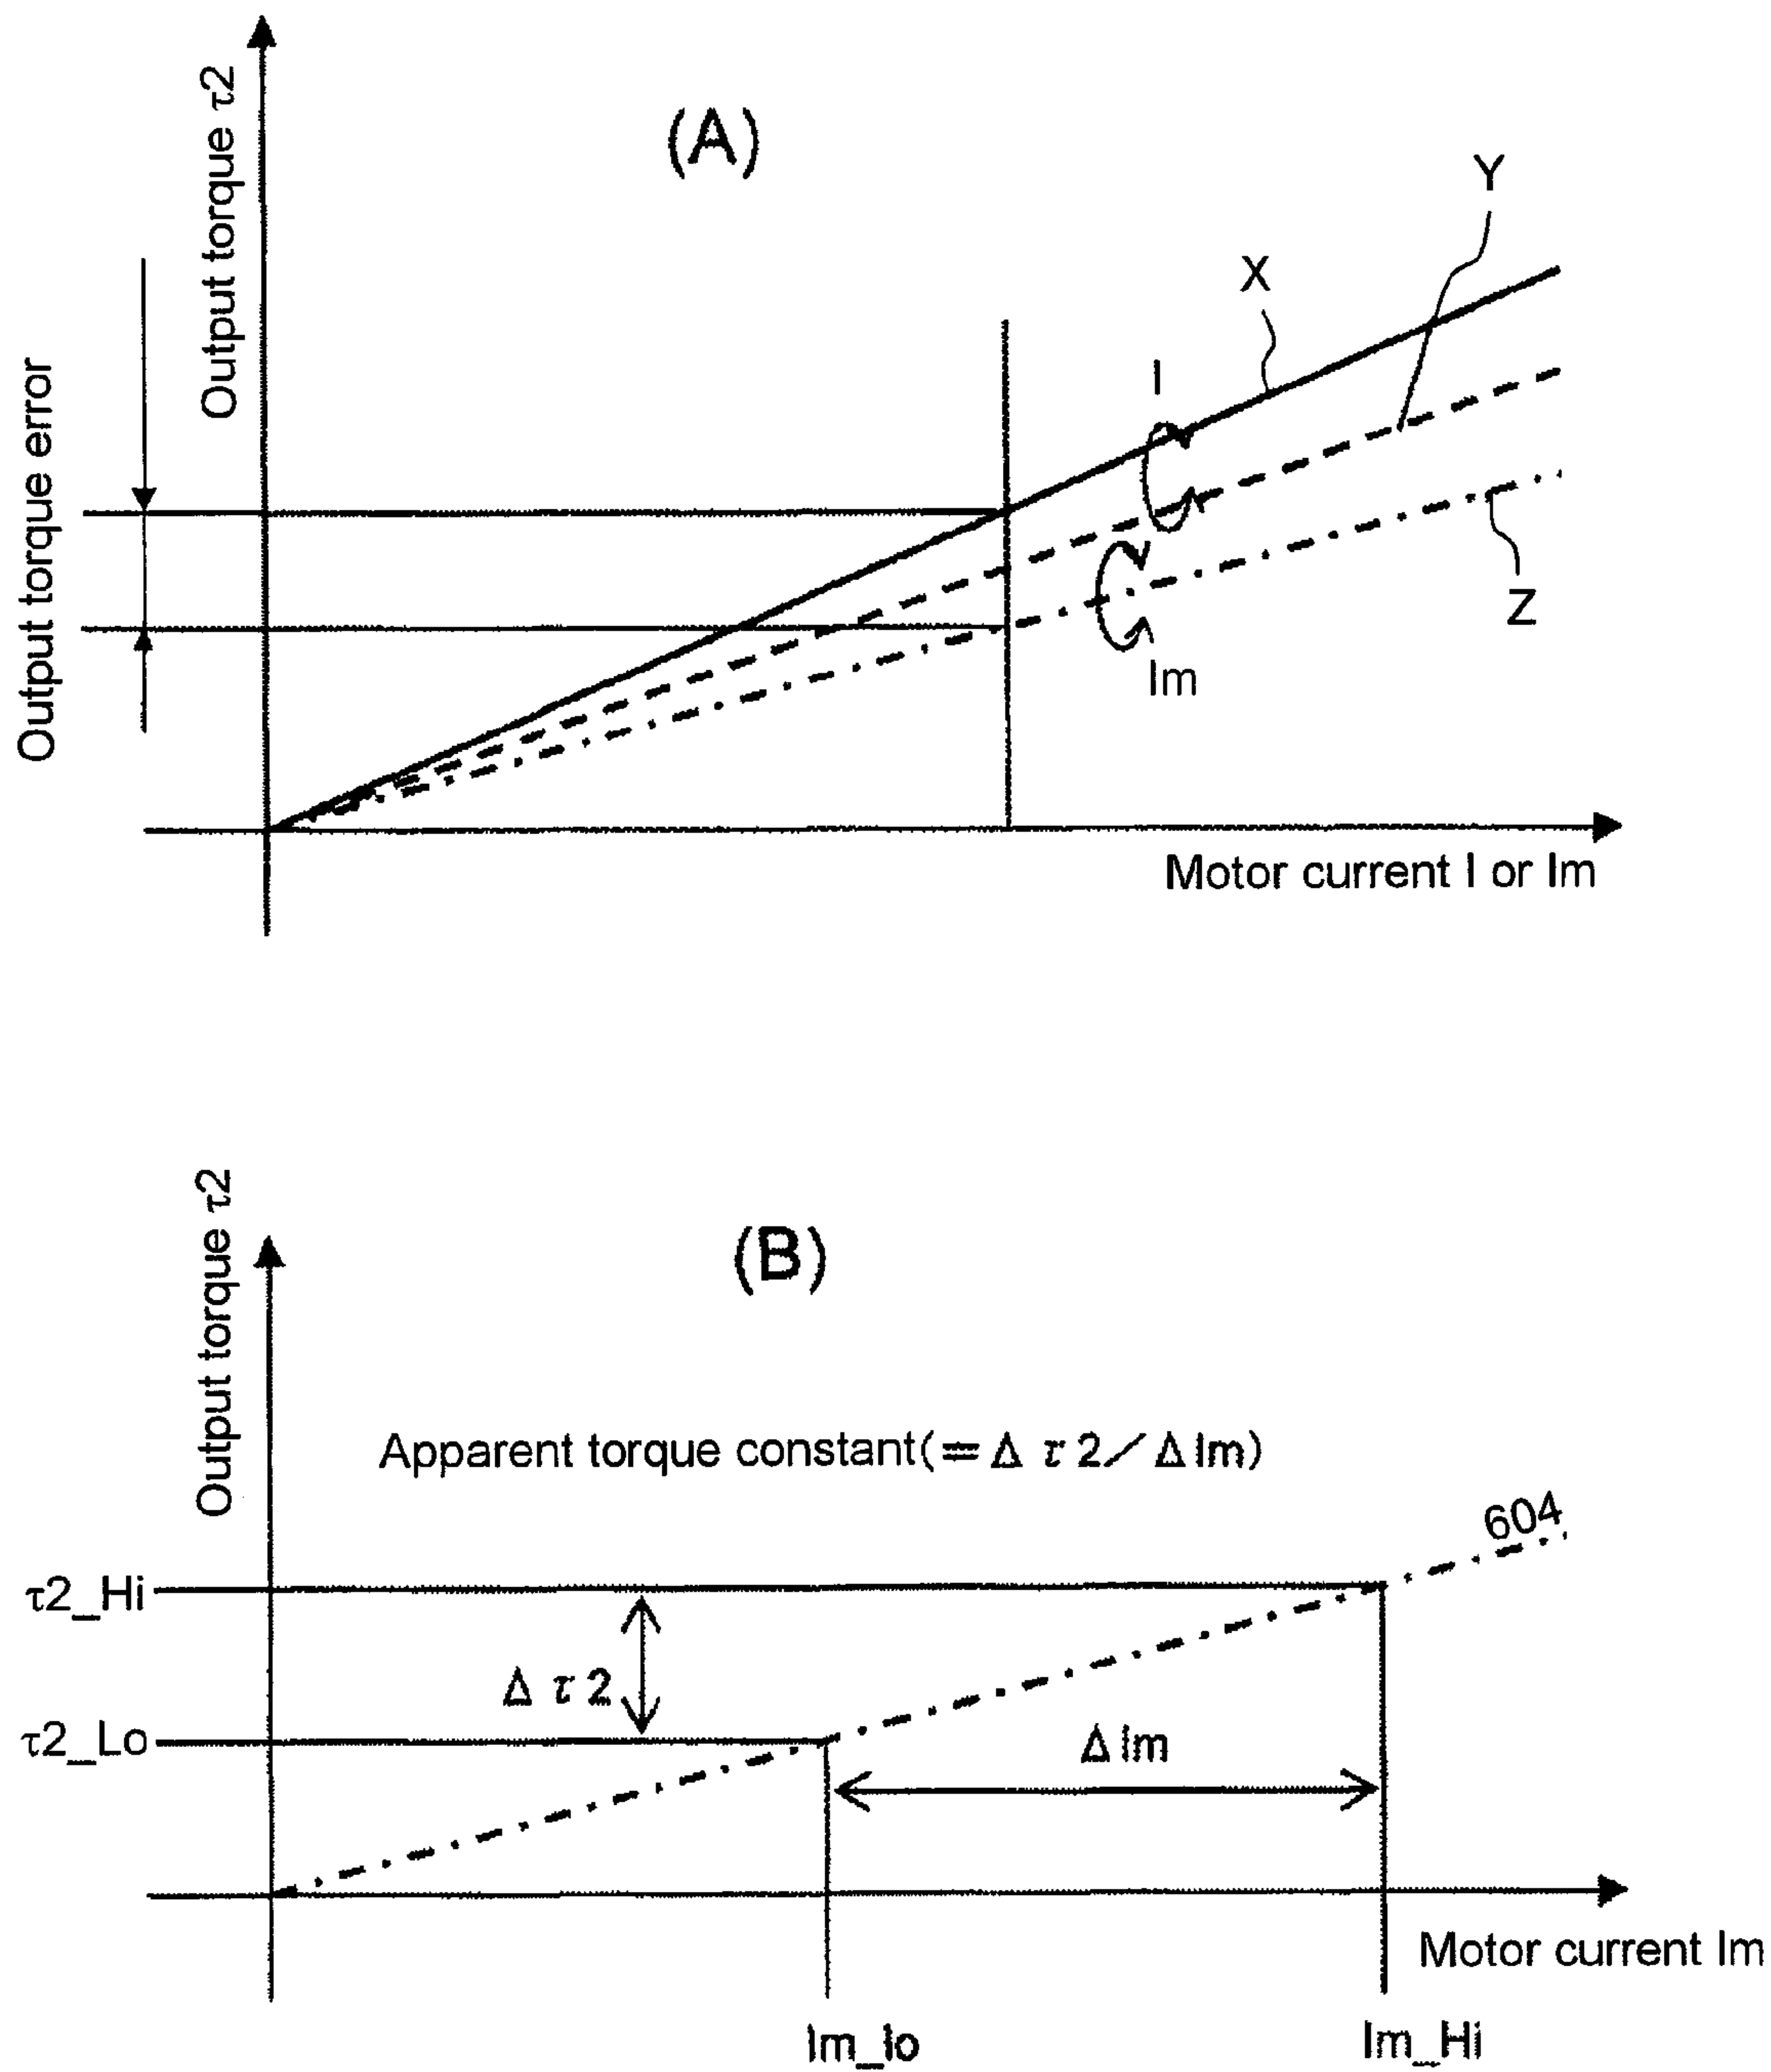 (A)
Output torque τ2
Output torque error
X
Y
I
Z
Im
Motor current I or Im
(B)
Output torque τ2
Apparent torque constant(=Δ τ 2/Δ Im)
604
τ2_Hi
Δ τ 2
τ2_Lo
Δ Im
Motor current Im
Im_lo
Im_Hi